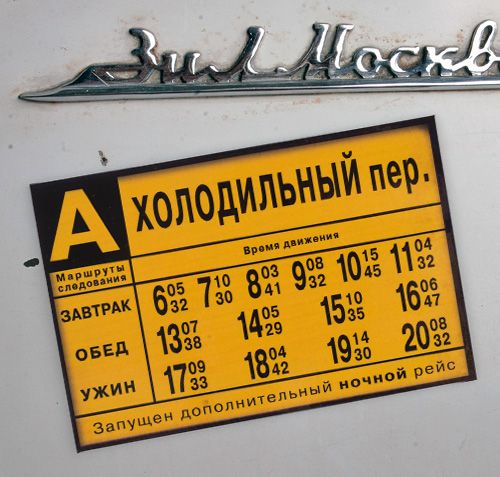 ЗиЛ Москв
А ХОЛОДИЛЬНЫЙ пер.
Маршруты следования
Время движения
ЗАВТРАК 6 05 32 7 10 30 8 03 41 9 08 32 10 15 45 11 04 32
ОБЕД 13 07 38 14 05 29 15 10 35 16 06 47
УЖИН 17 09 33 18 04 42 19 14 30 20 08 32
Запущен дополнительный ночной рейс